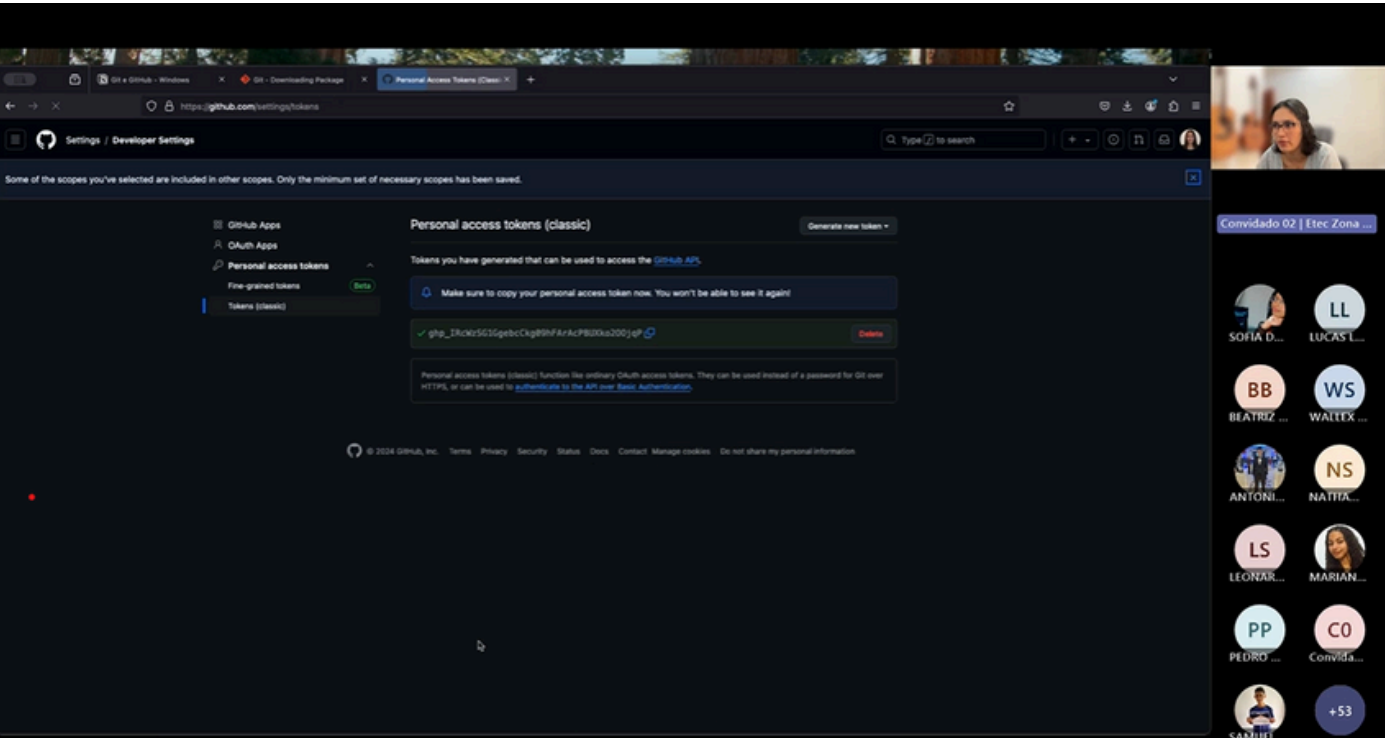 Git e GitHub - Windows
Git - Downloading Package
Personal Access Tokens (Classi
https://github.com/settings/tokens
Settings / Developer Settings
Type / to search
Some of the scopes you've selected are included in other scopes. Only the minimum set of necessary scopes has been saved.
GitHub Apps
OAuth Apps
Personal access tokens
Fine-grained tokens Beta
Tokens (classic)
Personal access tokens (classic)
Generate new token
Tokens you have generated that can be used to access the GitHub API.
Make sure to copy your personal access token now. You won't be able to see it again!
Delete
Personal access tokens (classic) function like ordinary OAuth access tokens. They can be used instead of a password for Git over
HTTPS, or can be used to authenticate to the API over Basic Authentication.
© 2024 GitHub, Inc. Terms Privacy Security Status Docs Contact Manage cookies Do not share my personal information
Convidado 02 | Etec Zona ...
SOFIA D...
LL
LUCAS L...
BB
BEATRIZ ...
WS
WALLEX ...
ANTONI...
NS
NATHA...
LS
LEONAR...
MARIAN...
PP
PEDRO ...
C0
Convida...
SAMUEL
+53